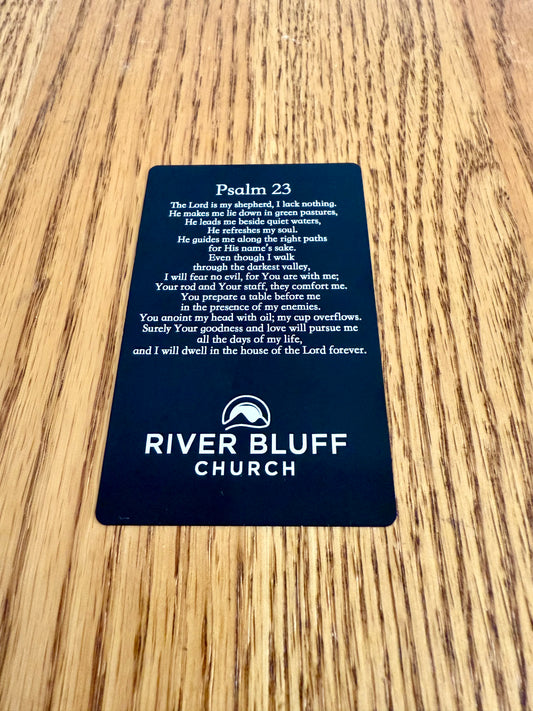 Psalm 23
The Lord is my shepherd, I lack nothing.
He makes me lie down in green pastures,
He leads me beside quiet waters,
He refreshes my soul.
He guides me along the right paths
for His name's sake.
Even though I walk
through the darkest valley,
I will fear no evil, for You are with me;
Your rod and Your staff, they comfort me.
You prepare a table before me
in the presence of my enemies.
You anoint my head with oil; my cup overflows.
Surely Your goodness and love will pursue me
all the days of my life,
and I will dwell in the house of the Lord forever.
RIVER BLUFF
CHURCH